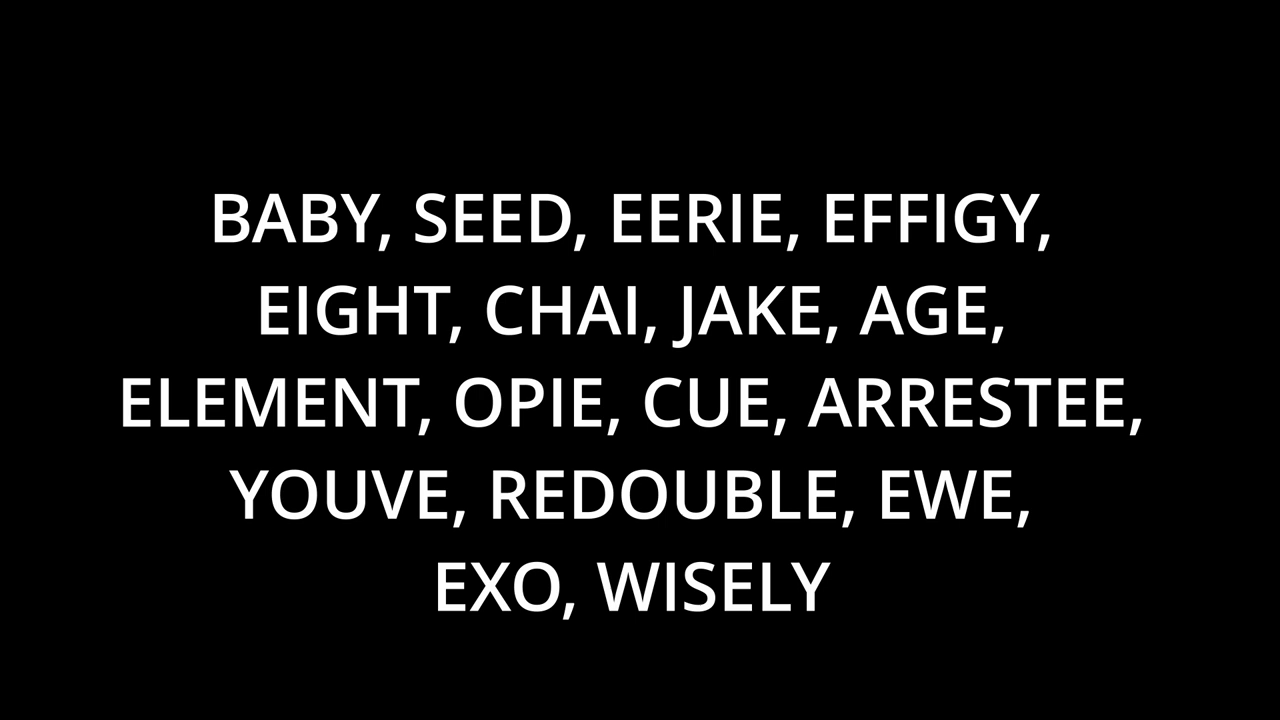 BABY, SEED, EERIE, EFFIGY,
EIGHT, CHAI, JAKE, AGE,
ELEMENT, OPIE, CUE, ARRESTEE,
YOUVE, REDOUBLE, EWE,
EXO, WISELY